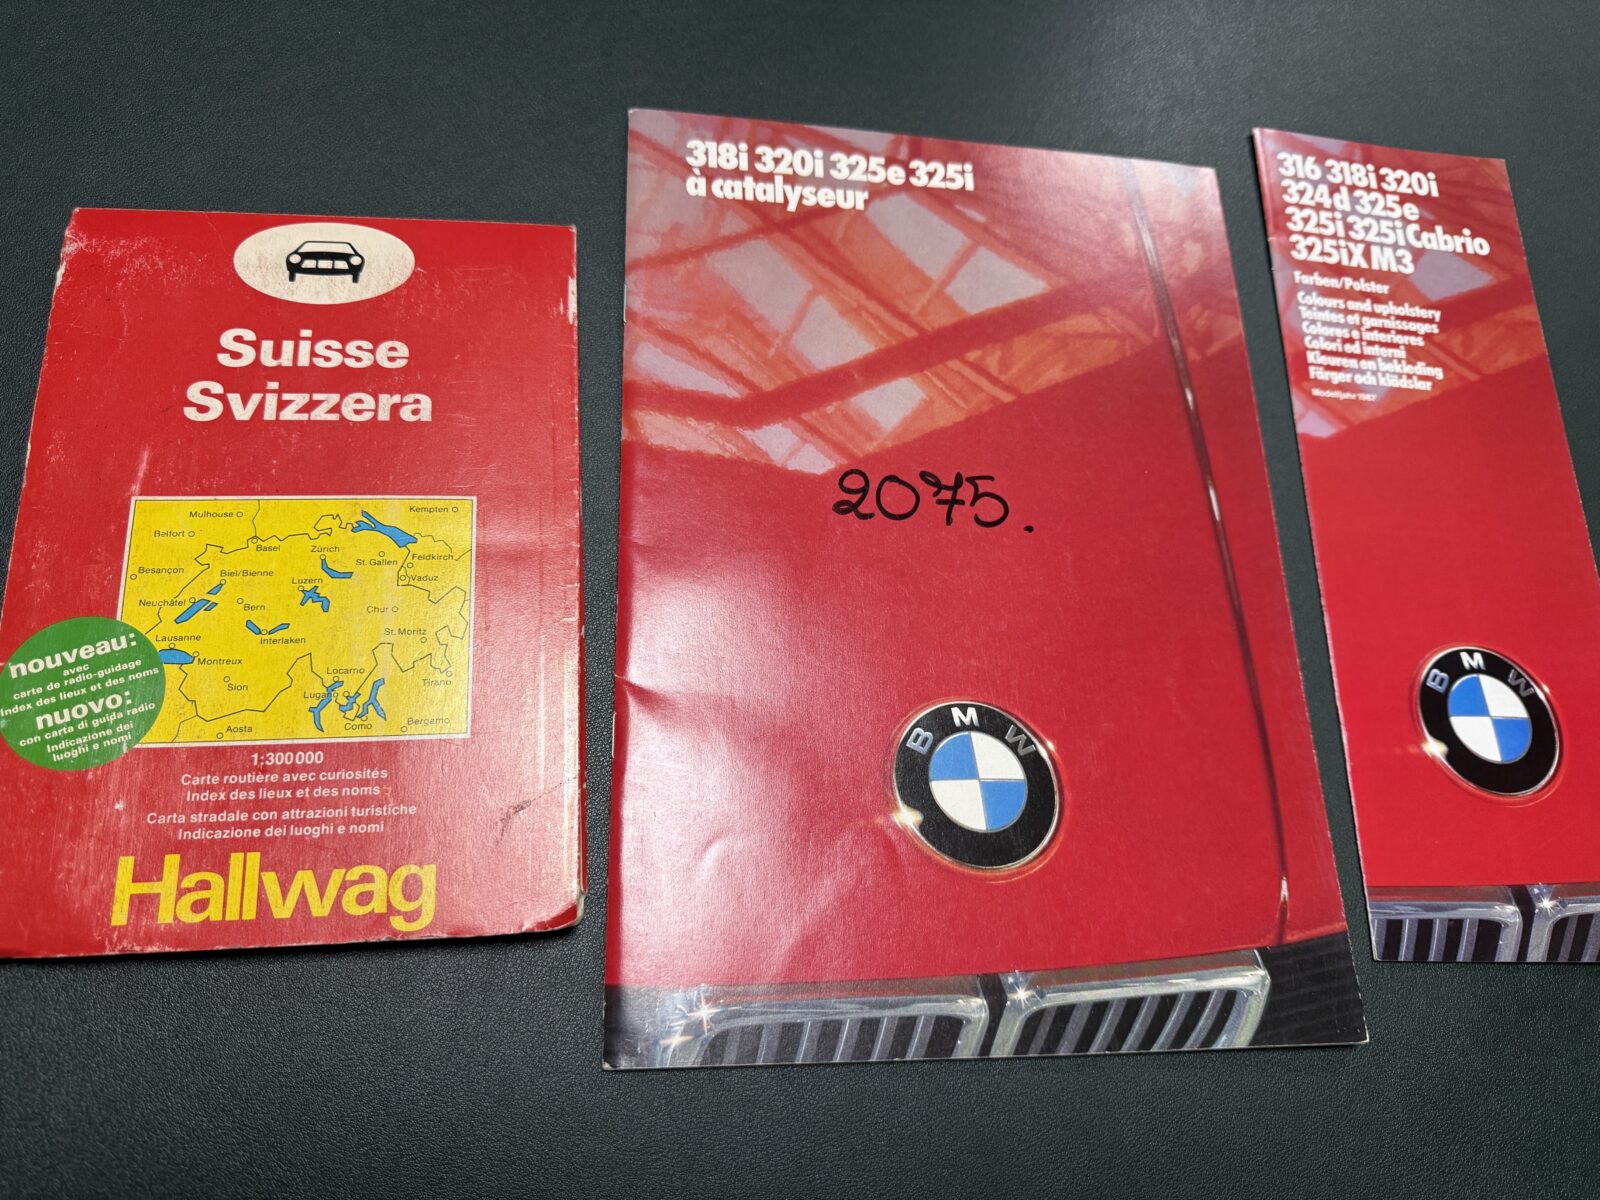 Suisse
Svizzera
Mulhouse
Kempten
Belfort
Basel
Zürich
St. Gallen
Feldkirch
Besançon
Biel/Bienne
Luzern
Vaduz
Neuchâtel
Bern
Chur
Lausanne
Interlaken
St. Moritz
Montreux
Locarno
Sion
Lugano
Tirano
Aosta
Como
Bergamo
nouveau:
avec
carte de radio-guidage
Index des lieux et des noms
nuovo:
con carta di guida radio
Indicazione dei
luoghi e nomi
1:300000
Carte routière avec curiosités
Index des lieux et des noms
Carta stradale con attrazioni turistiche
Indicazione dei luoghi e nomi
Hallwag
318i 320i 325e 325i
à catalyseur
2075.
BMW
316 318i 320i
324d 325e
325i 325i Cabrio
325iX M3
Farben/Polster
Colours and upholstery
Teintes et garnissages
Colores e interiores
Colori ed interni
Kleuren en bekleding
Färger och klädslar
Modelljahr 1987
BMW